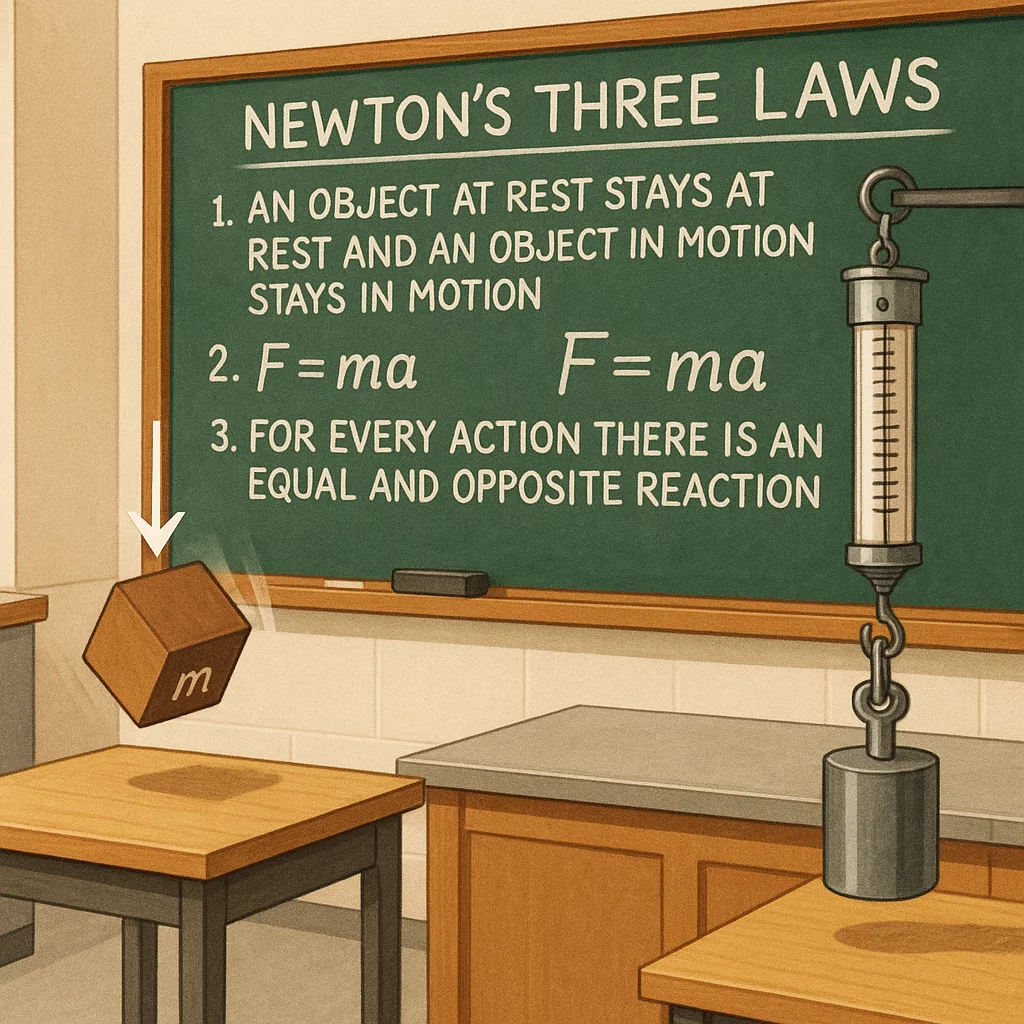 NEWTON'S THREE LAWS
1. AN OBJECT AT REST STAYS AT
REST AND AN OBJECT IN MOTION
STAYS IN MOTION
2. F = ma F = ma
3. FOR EVERY ACTION THERE IS AN
EQUAL AND OPPOSITE REACTION
m